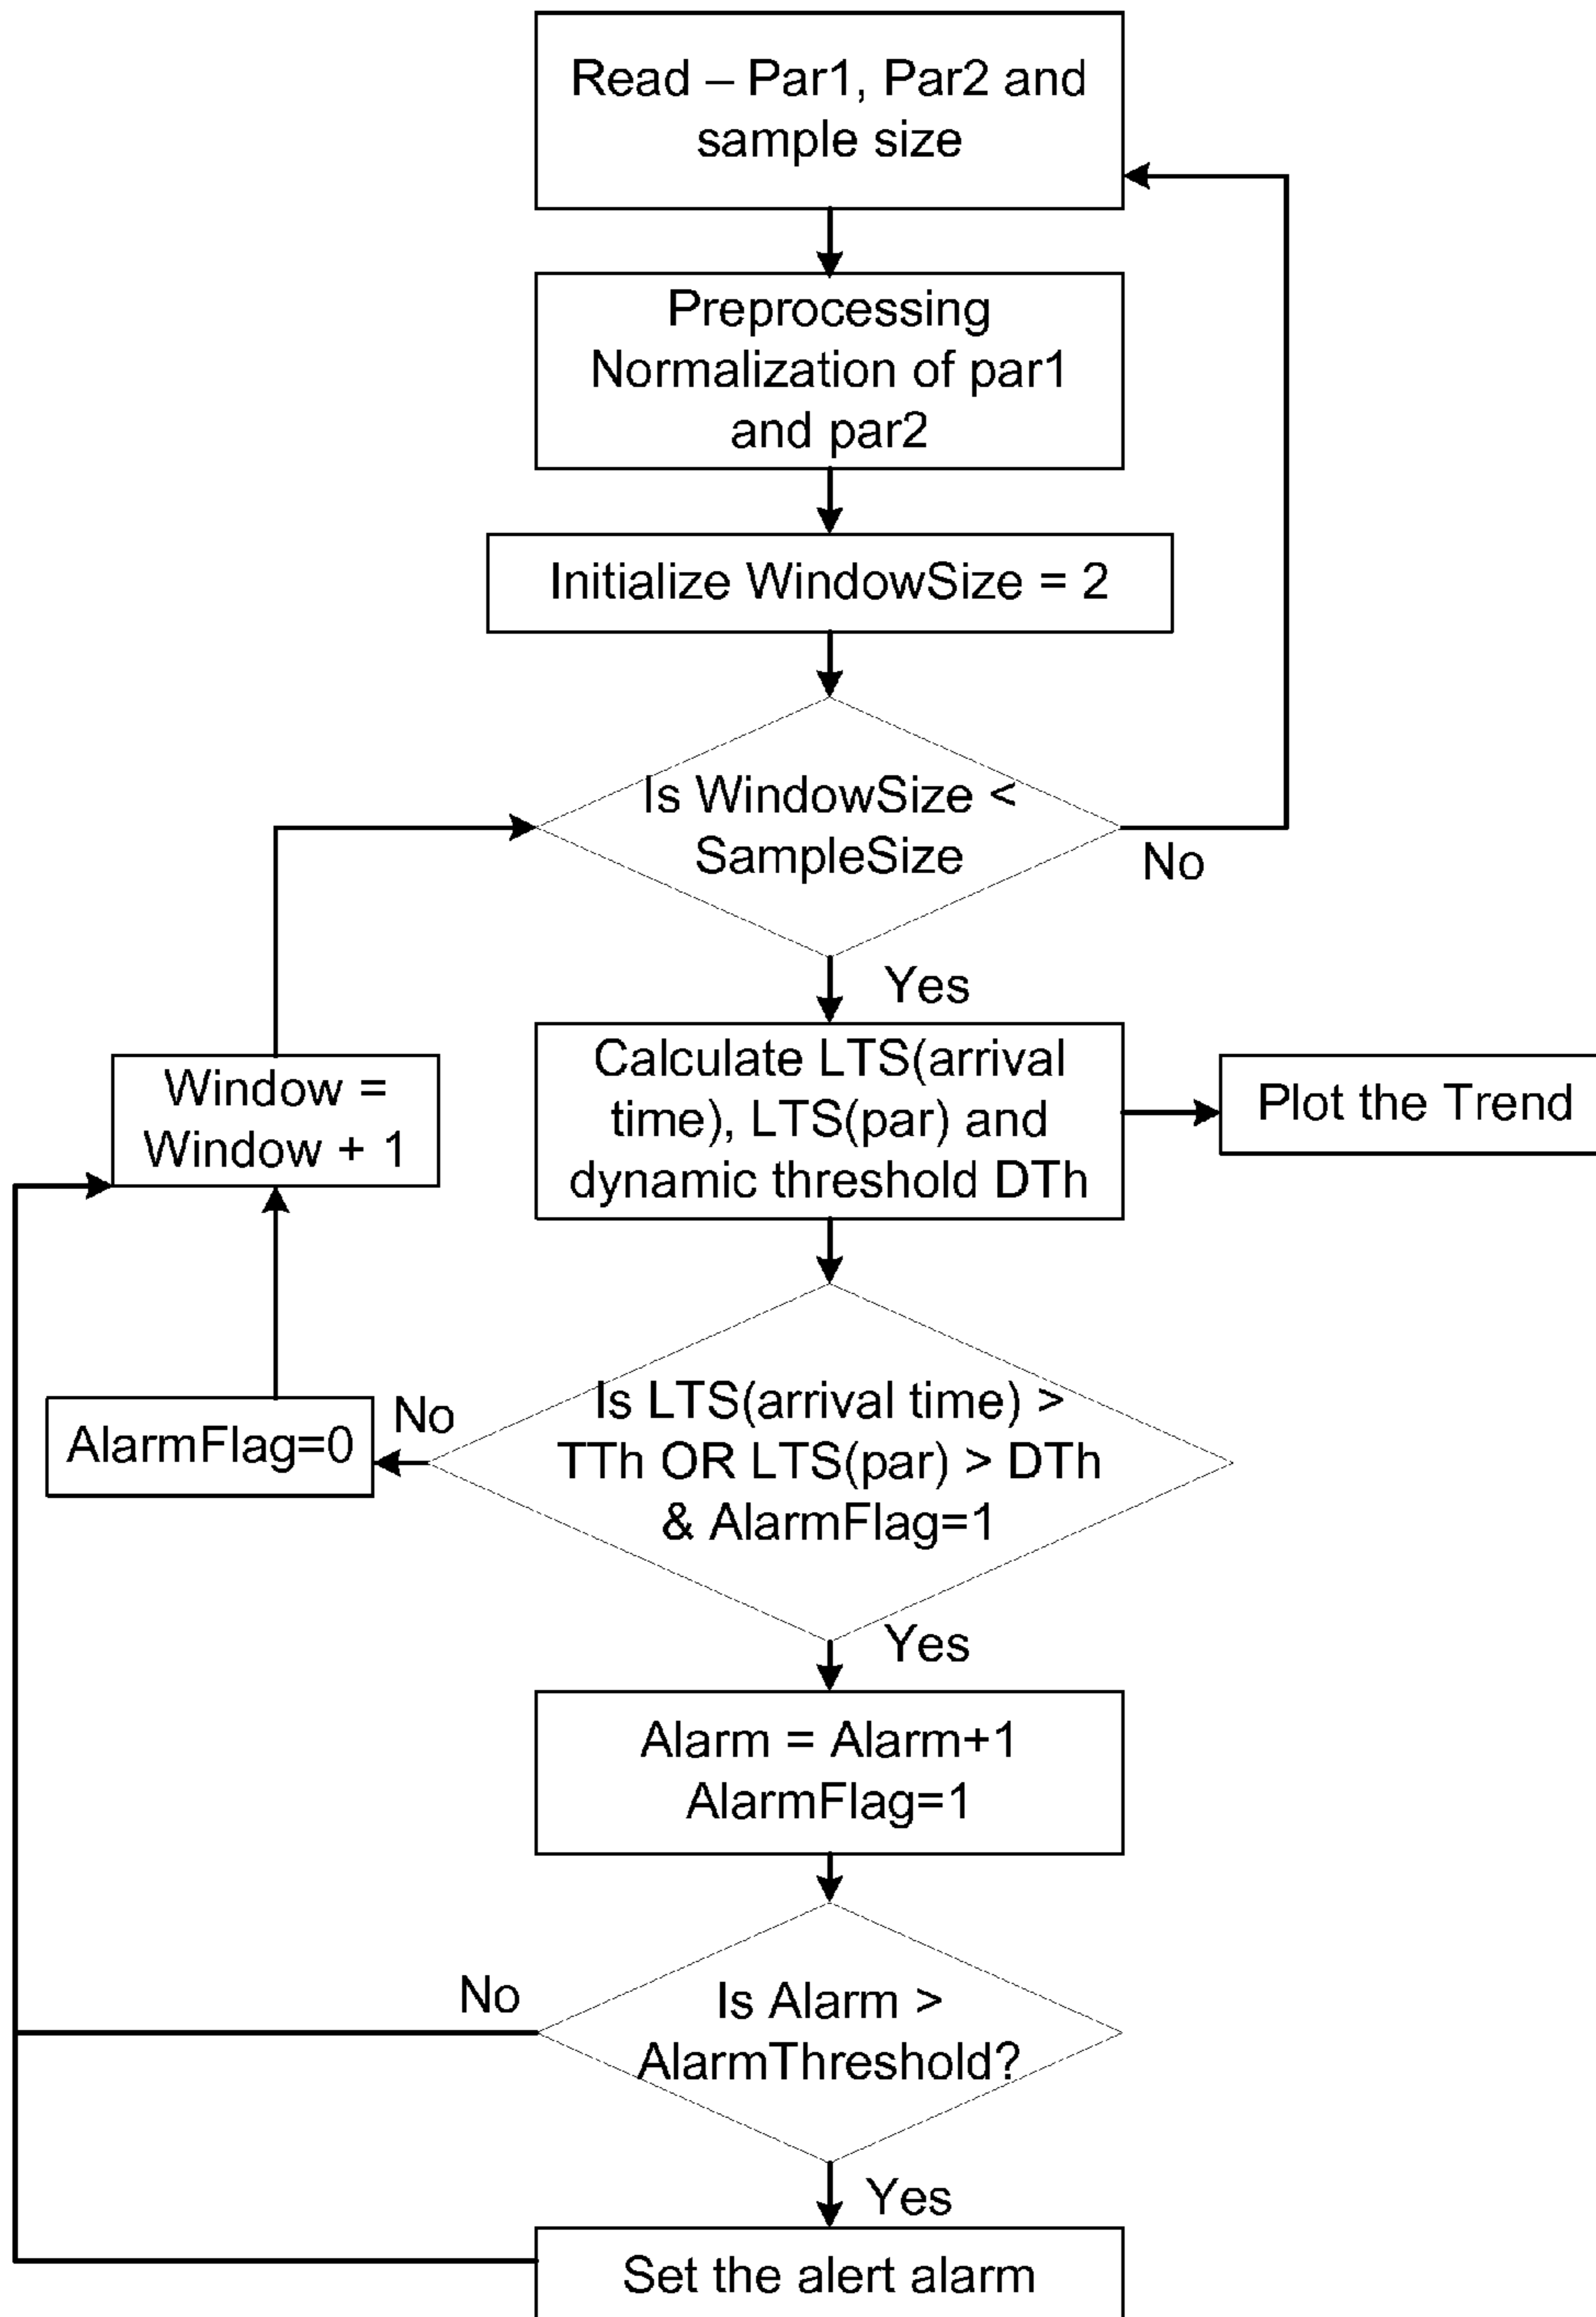 Read – Par1, Par2 and
sample size
Preprocessing
Normalization of par1
and par2
Initialize WindowSize = 2
Is WindowSize <
SampleSize
No
Yes
Window =
Window + 1
Calculate LTS(arrival
time), LTS(par) and
dynamic threshold DTh
Plot the Trend
AlarmFlag=0
No
Is LTS(arrival time) >
TTh OR LTS(par) > DTh
& AlarmFlag=1
Yes
Alarm = Alarm+1
AlarmFlag=1
No
Is Alarm >
AlarmThreshold?
Yes
Set the alert alarm